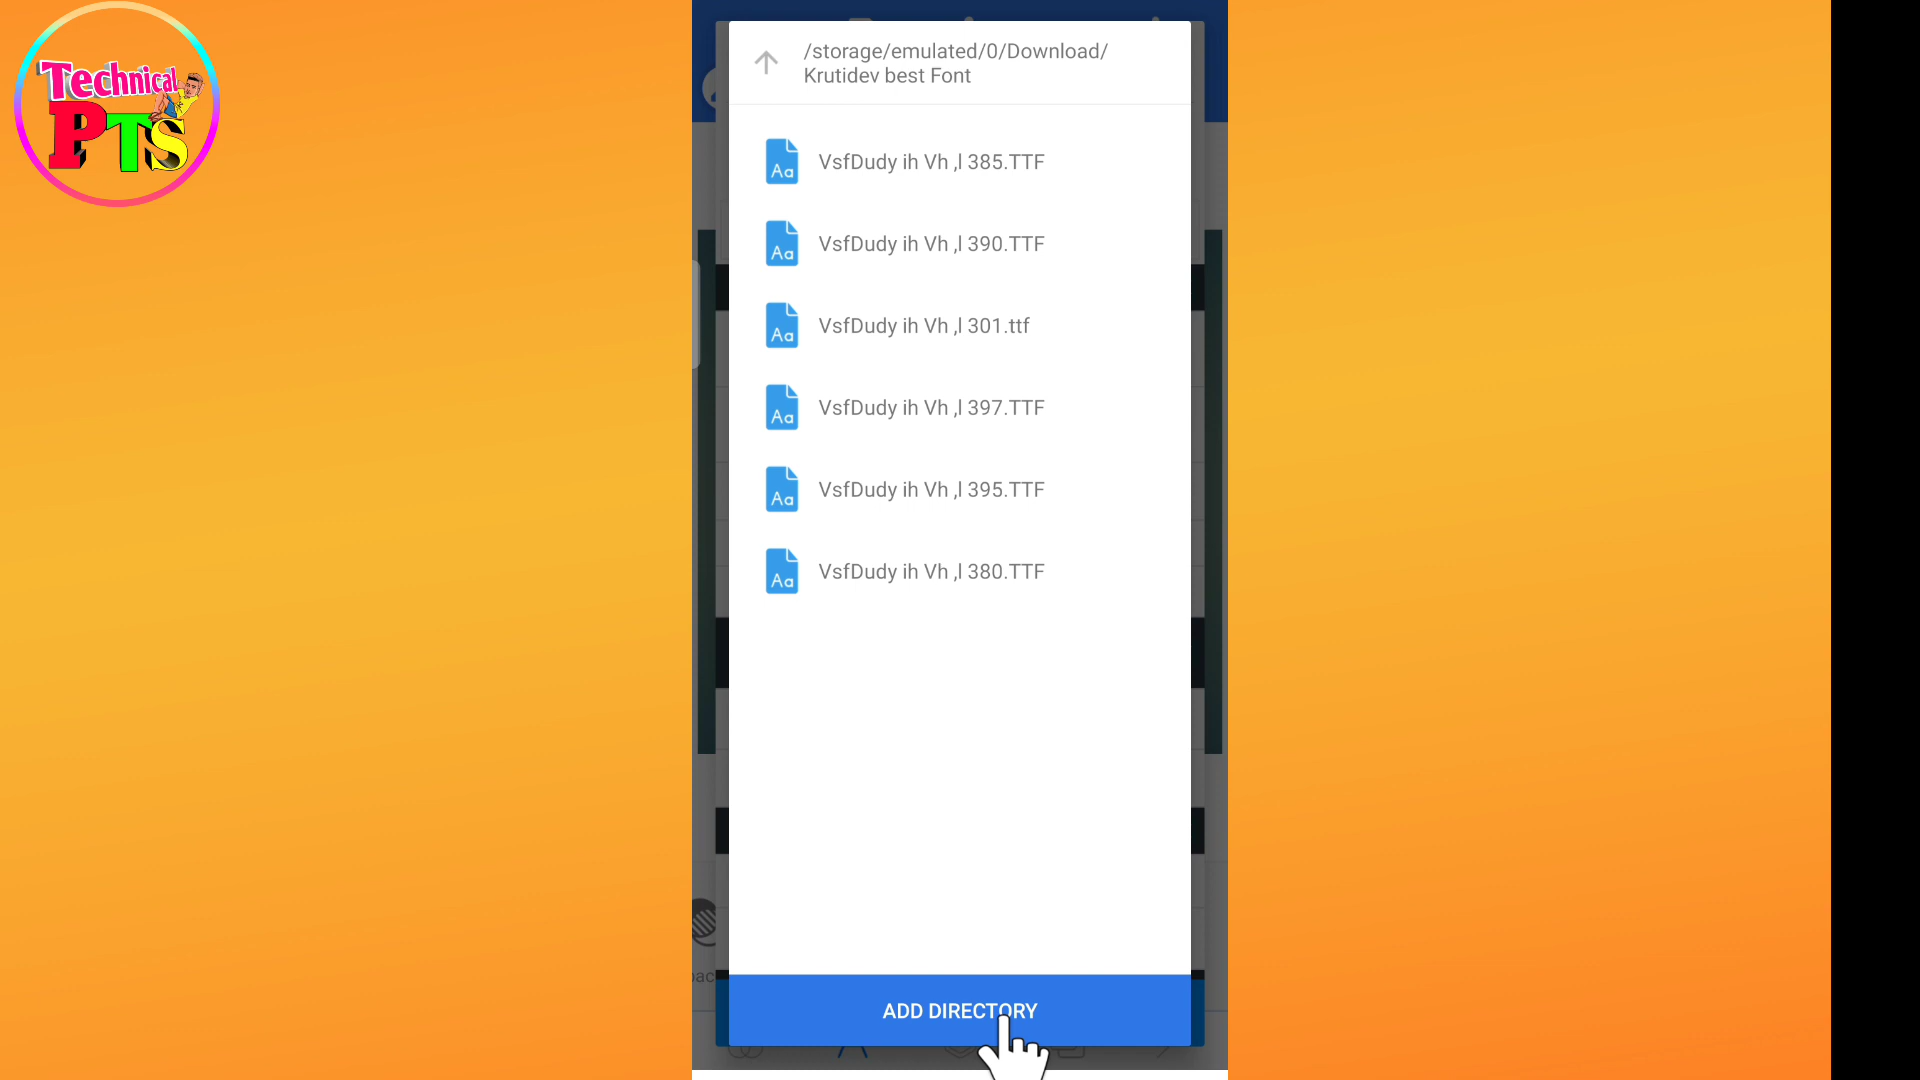 Technical
PTS
/storage/emulated/0/Download/
Krutidev best Font
Aa VsfDudy ih Vh ,l 385.TTF
Aa VsfDudy ih Vh ,l 390.TTF
Aa VsfDudy ih Vh ,l 301.ttf
Aa VsfDudy ih Vh ,l 397.TTF
Aa VsfDudy ih Vh ,l 395.TTF
Aa VsfDudy ih Vh ,l 380.TTF
ADD DIRECTORY